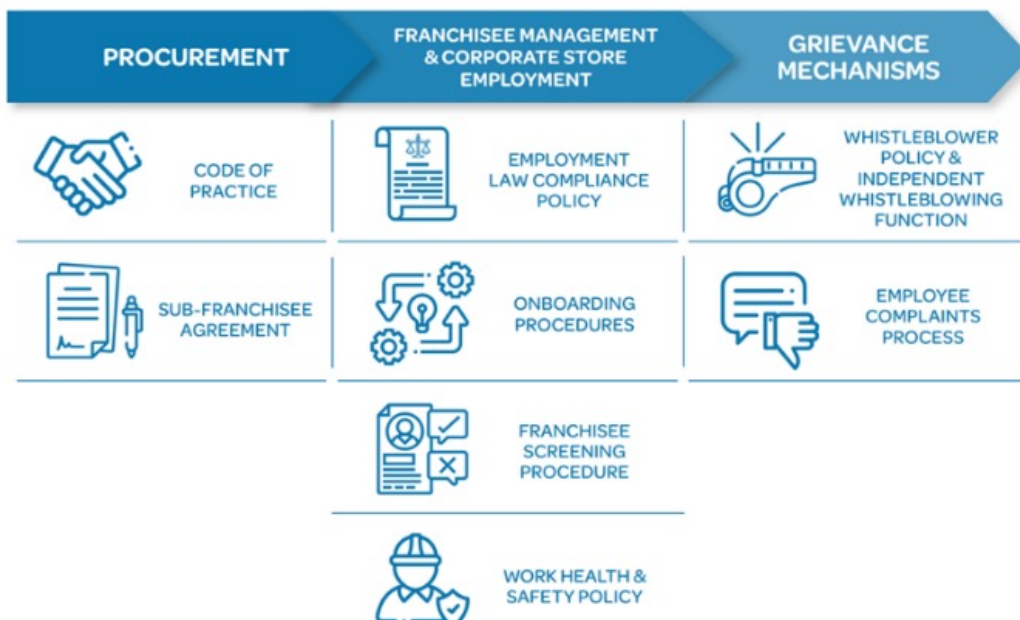 PROCUREMENT
FRANCHISEE MANAGEMENT
& CORPORATE STORE
EMPLOYMENT
GRIEVANCE
MECHANISMS
CODE OF
PRACTICE
EMPLOYMENT
LAW COMPLIANCE
POLICY
WHISTLEBLOWER
POLICY &
INDEPENDENT
WHISTLEBLOWING
FUNCTION
SUB-FRANCHISEE
AGREEMENT
ONBOARDING
PROCEDURES
EMPLOYEE
COMPLAINTS
PROCESS
FRANCHISEE
SCREENING
PROCEDURE
WORK HEALTH &
SAFETY POLICY